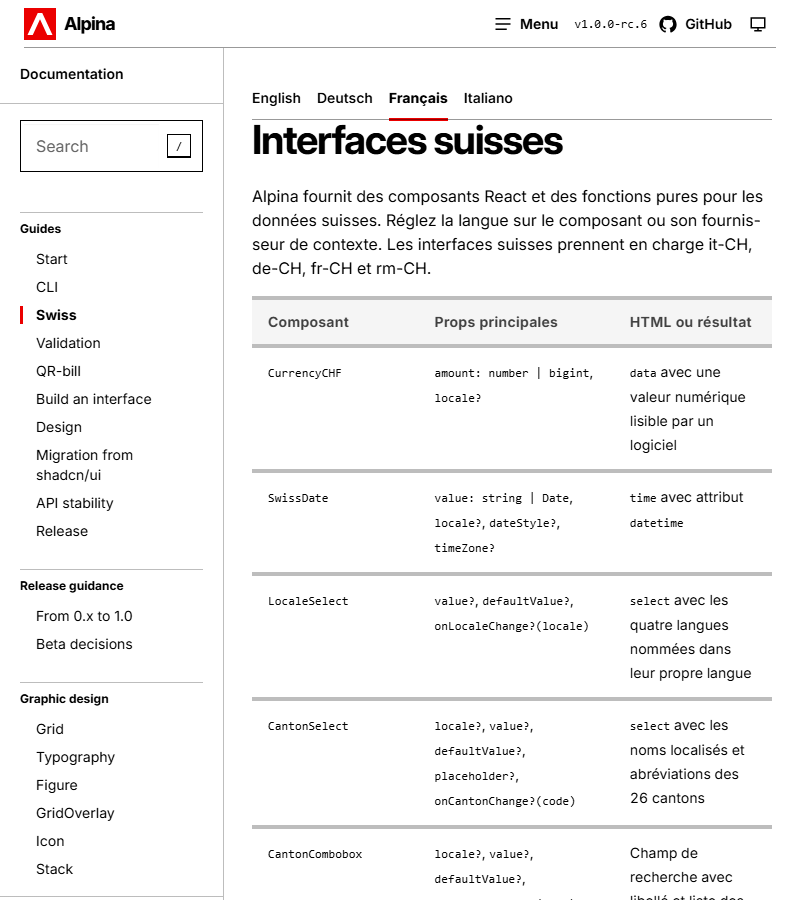 Alpina
Menu
v1.0.0-rc.6
GitHub
Documentation
Search
/
Guides
Start
CLI
Swiss
Validation
QR-bill
Build an interface
Design
Migration from
shadcn/ui
API stability
Release
Release guidance
From 0.x to 1.0
Beta decisions
Graphic design
Grid
Typography
Figure
GridOverlay
Icon
Stack
English Deutsch Français Italiano
Interfaces suisses
Alpina fournit des composants React et des fonctions pures pour les
données suisses. Réglez la langue sur le composant ou son fournis-
seur de contexte. Les interfaces suisses prennent en charge it-CH,
de-CH, fr-CH et rm-CH.
Composant
Props principales
HTML ou résultat
CurrencyCHF
amount: number | bigint,
locale?
data avec une
valeur numérique
lisible par un
logiciel
SwissDate
value: string | Date,
locale?, dateStyle?,
timeZone?
time avec attribut
datetime
LocaleSelect
value?, defaultValue?,
onLocaleChange?(locale)
select avec les
quatre langues
nommées dans
leur propre langue
CantonSelect
locale?, value?,
defaultValue?,
placeholder?,
onCantonChange?(code)
select avec les
noms localisés et
abréviations des
26 cantons
CantonCombobox
locale?, value?,
defaultValue?,
Champ de
recherche avec